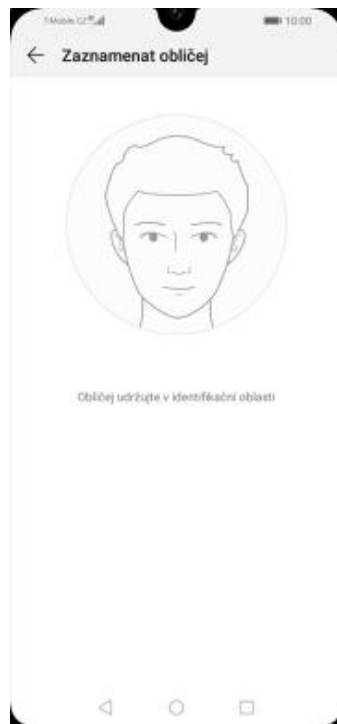 T-Mobile CZ 10:00
Zaznamenat obličej
Obličej udržujte v identifikační oblasti